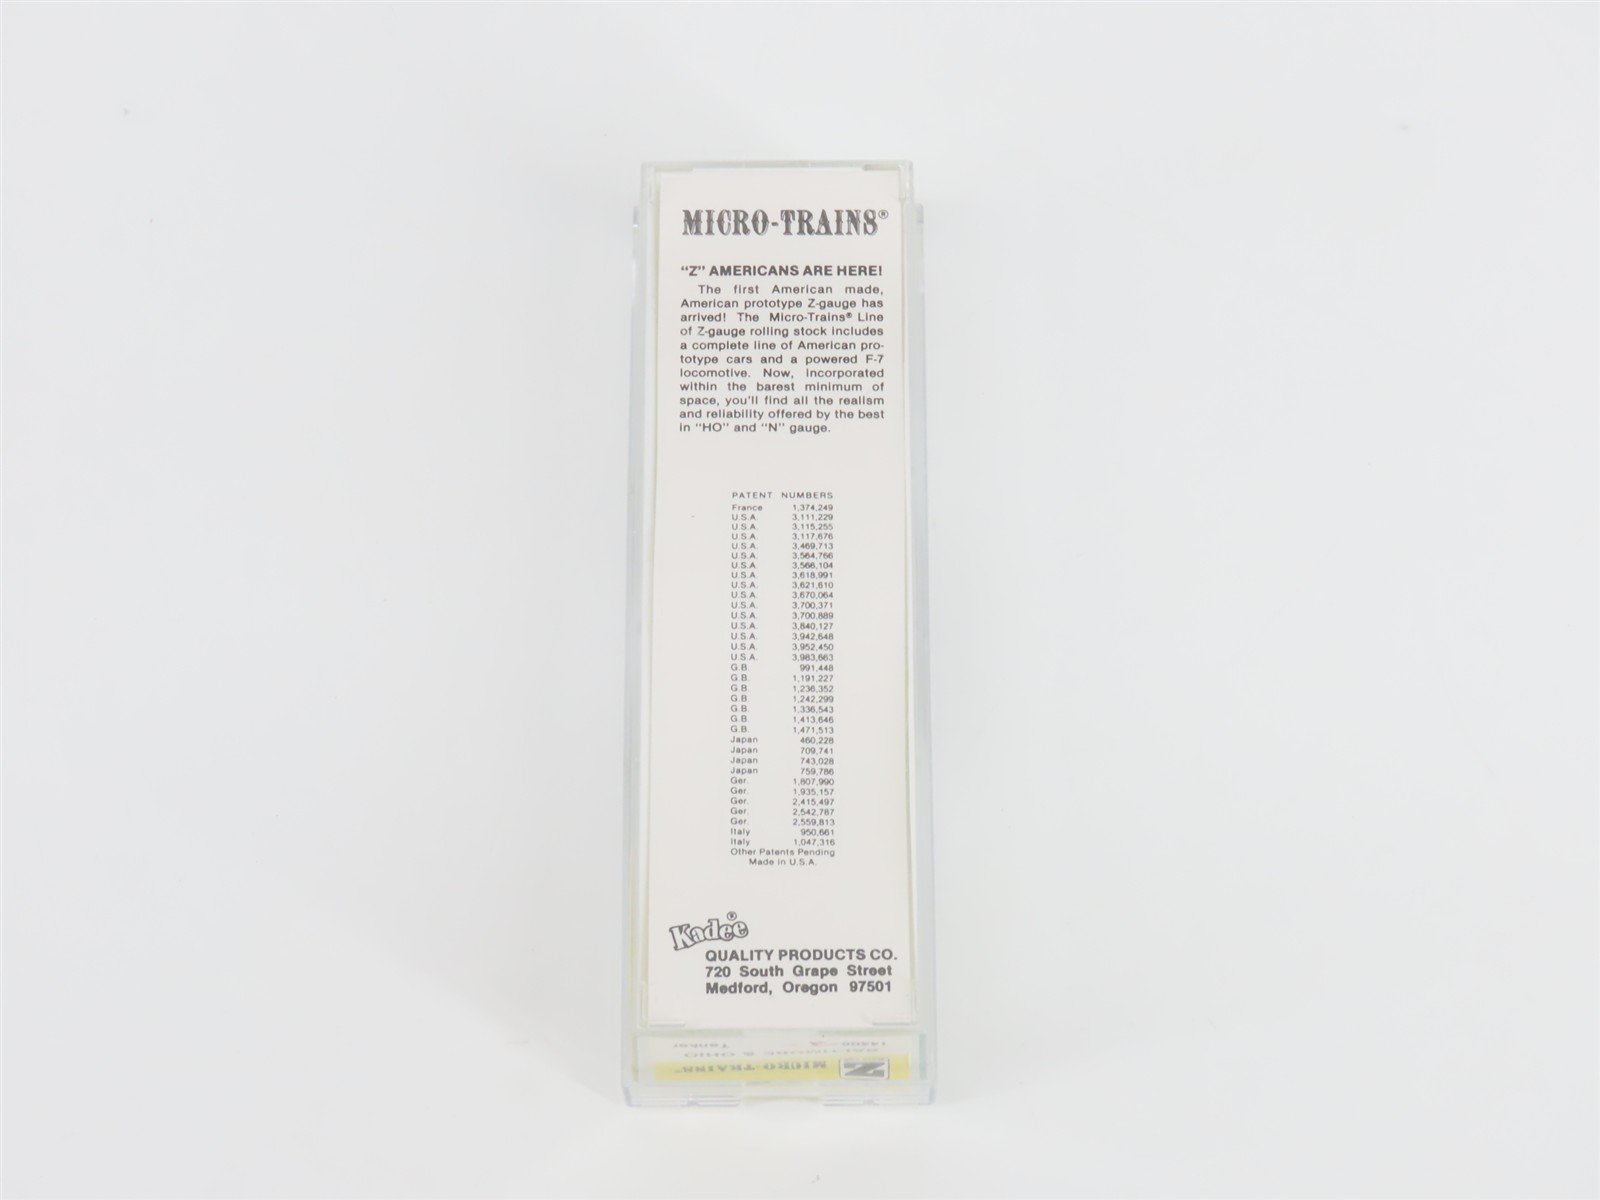 MICRO-TRAINS®
"Z" AMERICANS ARE HERE!
The first American made,
American prototype Z-gauge has
arrived! The Micro-Trains® Line
of Z-gauge rolling stock includes
a complete line of American pro-
totype cars and a powered F-7
locomotive. Now, incorporated
within the barest minimum of
space, you'll find all the realism
and reliability offered by the best
in "HO" and "N" gauge.
PATENT NUMBERS
France 1,374,249
U.S.A. 3,111,229
U.S.A. 3,115,255
U.S.A. 3,117,676
U.S.A. 3,469,713
U.S.A. 3,564,766
U.S.A. 3,566,104
U.S.A. 3,618,991
U.S.A. 3,621,610
U.S.A. 3,670,064
U.S.A. 3,700,371
U.S.A. 3,700,889
U.S.A. 3,840,127
U.S.A. 3,942,648
U.S.A. 3,952,450
U.S.A. 3,983,663
G.B. 991,448
G.B. 1,191,227
G.B. 1,236,352
G.B. 1,242,299
G.B. 1,336,543
G.B. 1,413,646
G.B. 1,471,513
Japan 460,228
Japan 709,741
Japan 743,028
Japan 759,786
Ger. 1,807,990
Ger. 1,935,157
Ger. 2,415,497
Ger. 2,542,787
Ger. 2,559,813
Italy 950,661
Italy 1,047,316
Other Patents Pending
Made in U.S.A.
Kadee®
QUALITY PRODUCTS CO.
720 South Grape Street
Medford, Oregon 97501
Tanker
BALTIMORE & OHIO
Z MICRO-TRAINS